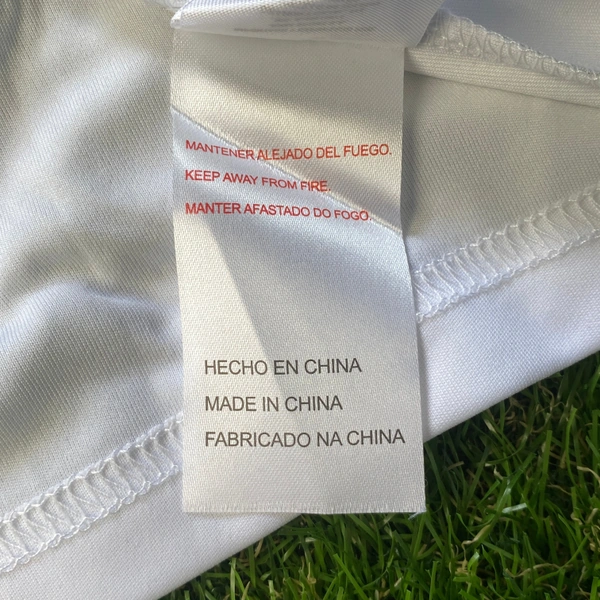 MANTENER ALEJADO DEL FUEGO.
KEEP AWAY FROM FIRE.
MANTER AFASTADO DO FOGO.
HECHO EN CHINA
MADE IN CHINA
FABRICADO NA CHINA